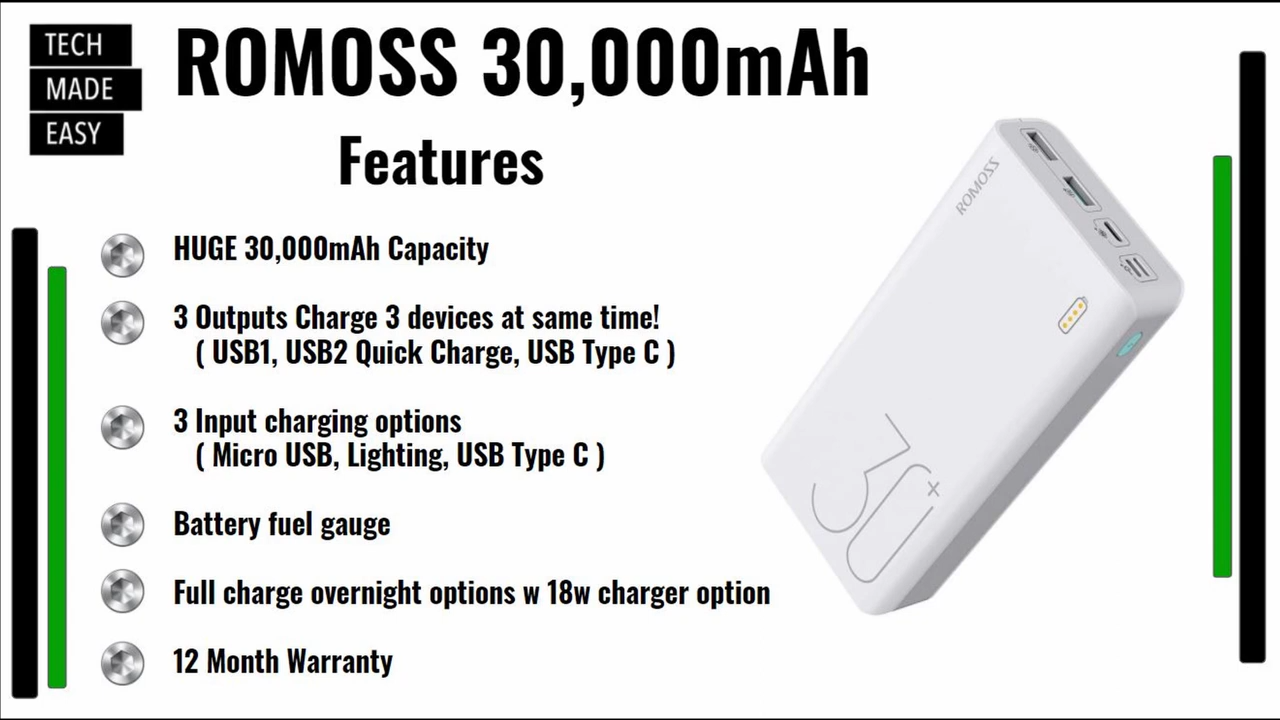 TECH
MADE
EASY
ROMOSS 30,000mAh
Features
HUGE 30,000mAh Capacity
3 Outputs Charge 3 devices at same time!
( USB1, USB2 Quick Charge, USB Type C )
3 Input charging options
( Micro USB, Lighting, USB Type C )
Battery fuel gauge
Full charge overnight options w 18w charger option
12 Month Warranty
ROMOSS
30+